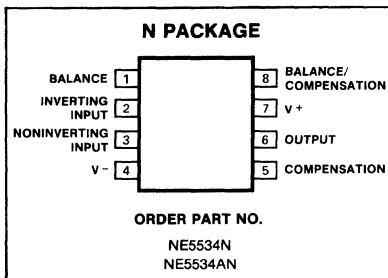 N PACKAGE
BALANCE 1
INVERTING
INPUT 2
NONINVERTING
INPUT 3
V - 4
8 BALANCE/
COMPENSATION
7 V +
6 OUTPUT
5 COMPENSATION
ORDER PART NO.
NE5534N
NE5534AN